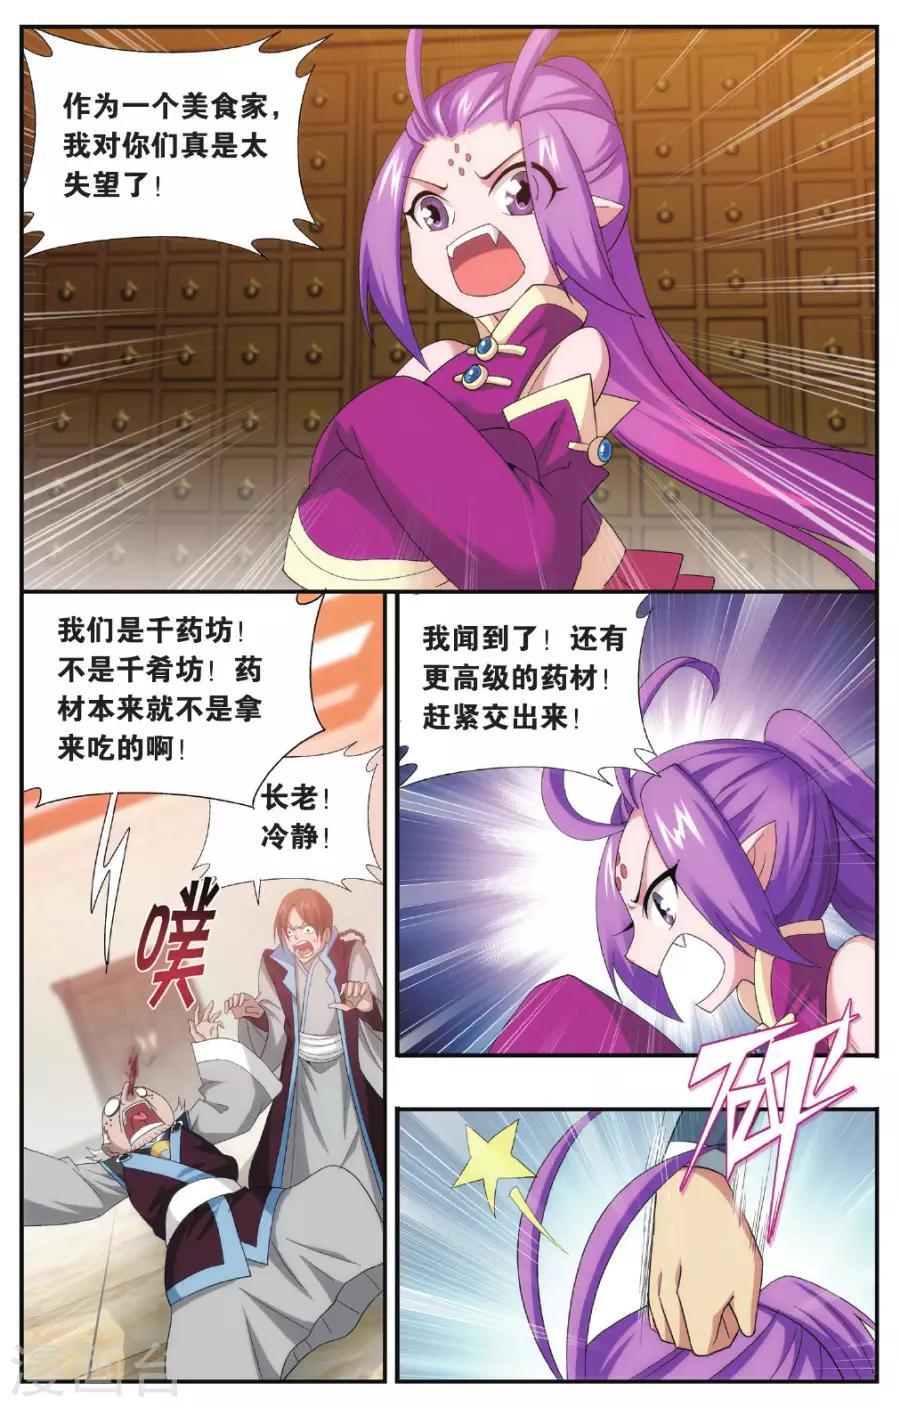 作为一个美食家，
我对你们真是太
失望了！
我们是千药坊！
不是千肴坊！药
材本来就不是拿
来吃的啊！
长老！
冷静！
噗
我闻到了！还有
更高级的药材！
赶紧交出来！
砰
漫画台